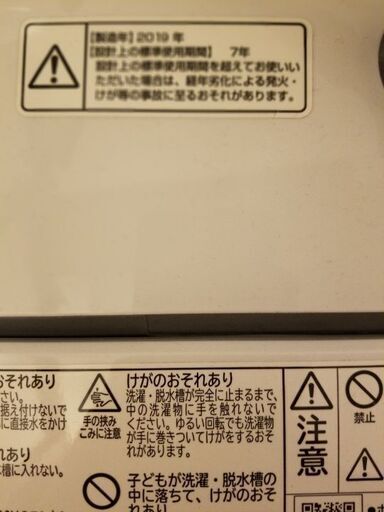 【製造年】2019年
【設計上の標準使用期間】 7年
設計上の標準使用期間を超えてお使いい
ただいた場合は、経年劣化による発火・
けが等の事故に至るおそれがあります。
おそれあり
さい。
据え付けないで
に直接水をかけ
れあり
槽に入れない。
手の挟み
こみに注意
けがのおそれあり
洗濯・脱水槽が完全に止まるまで、
中の洗濯物に手を触れないで
ください。ゆるい回転でも洗濯物
が手に巻きついてけがをするおそ
れがあります。
子どもが洗濯・脱水槽の
中に落ちて、けがのおそ
れあり
注意
禁止